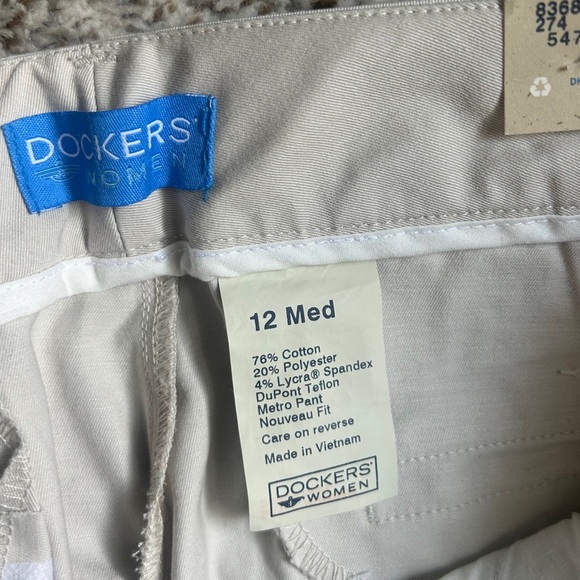 DOCKERS®
WOMEN
8368
274
547
12 Med
76% Cotton
20% Polyester
4% Lycra® Spandex
DuPont Teflon
Metro Pant
Nouveau Fit
Care on reverse
Made in Vietnam
DOCKERS®
WOMEN